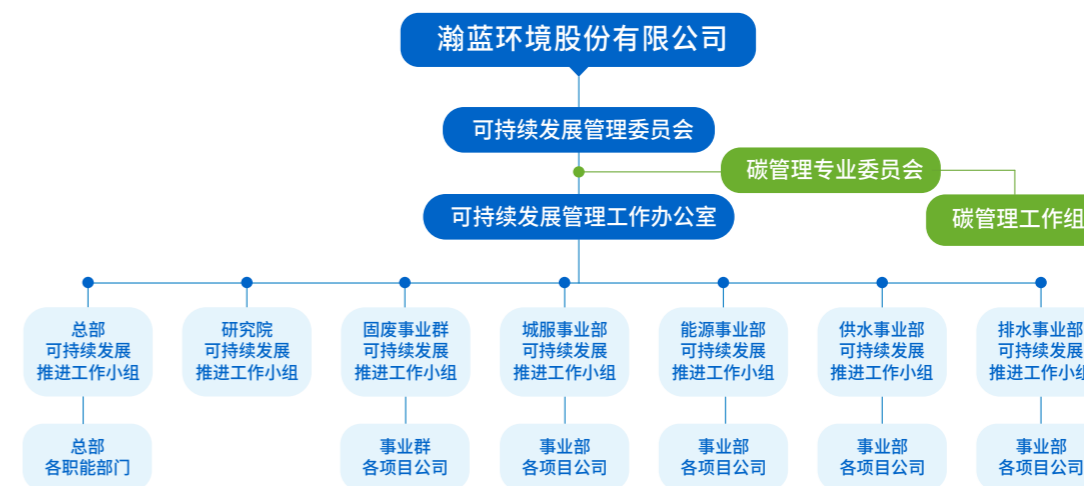 瀚蓝环境股份有限公司
可持续发展管理委员会
碳管理专业委员会
可持续发展管理工作办公室
碳管理工作组
总部
可持续发展
推进工作小组
研究院
可持续发展
推进工作小组
固废事业群
可持续发展
推进工作小组
城服事业部
可持续发展
推进工作小组
能源事业部
可持续发展
推进工作小组
供水事业部
可持续发展
推进工作小组
排水事业部
可持续发展
推进工作小组
总部
各职能部门
事业群
各项目公司
事业部
各项目公司
事业部
各项目公司
事业部
各项目公司
事业部
各项目公司